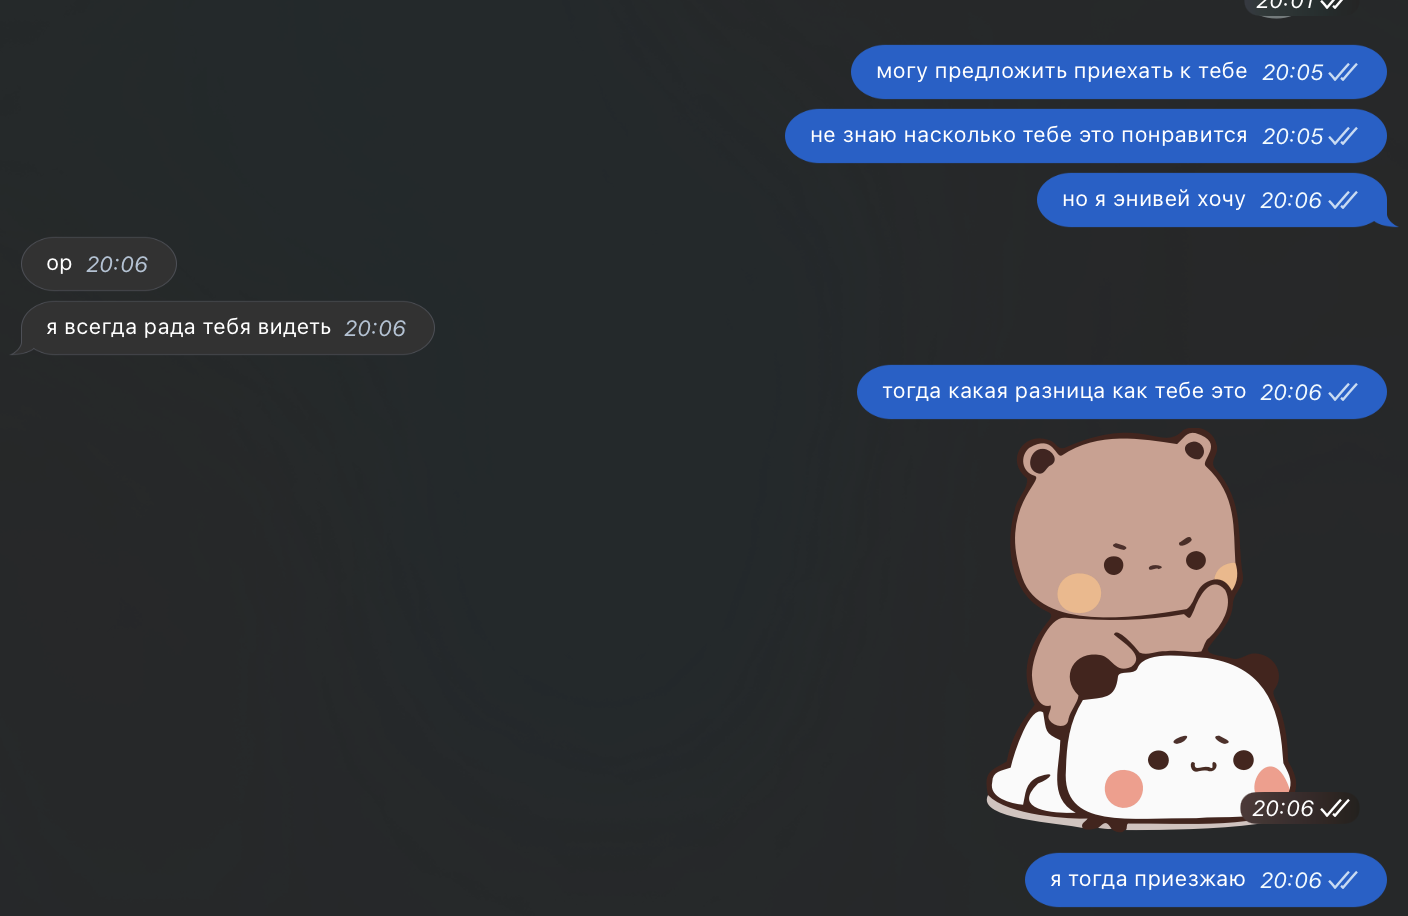 20:01
могу предложить приехать к тебе 20:05
не знаю насколько тебе это понравится 20:05
но я энивей хочу 20:06
ор 20:06
я всегда рада тебя видеть 20:06
тогда какая разница как тебе это 20:06
20:06
я тогда приезжаю 20:06